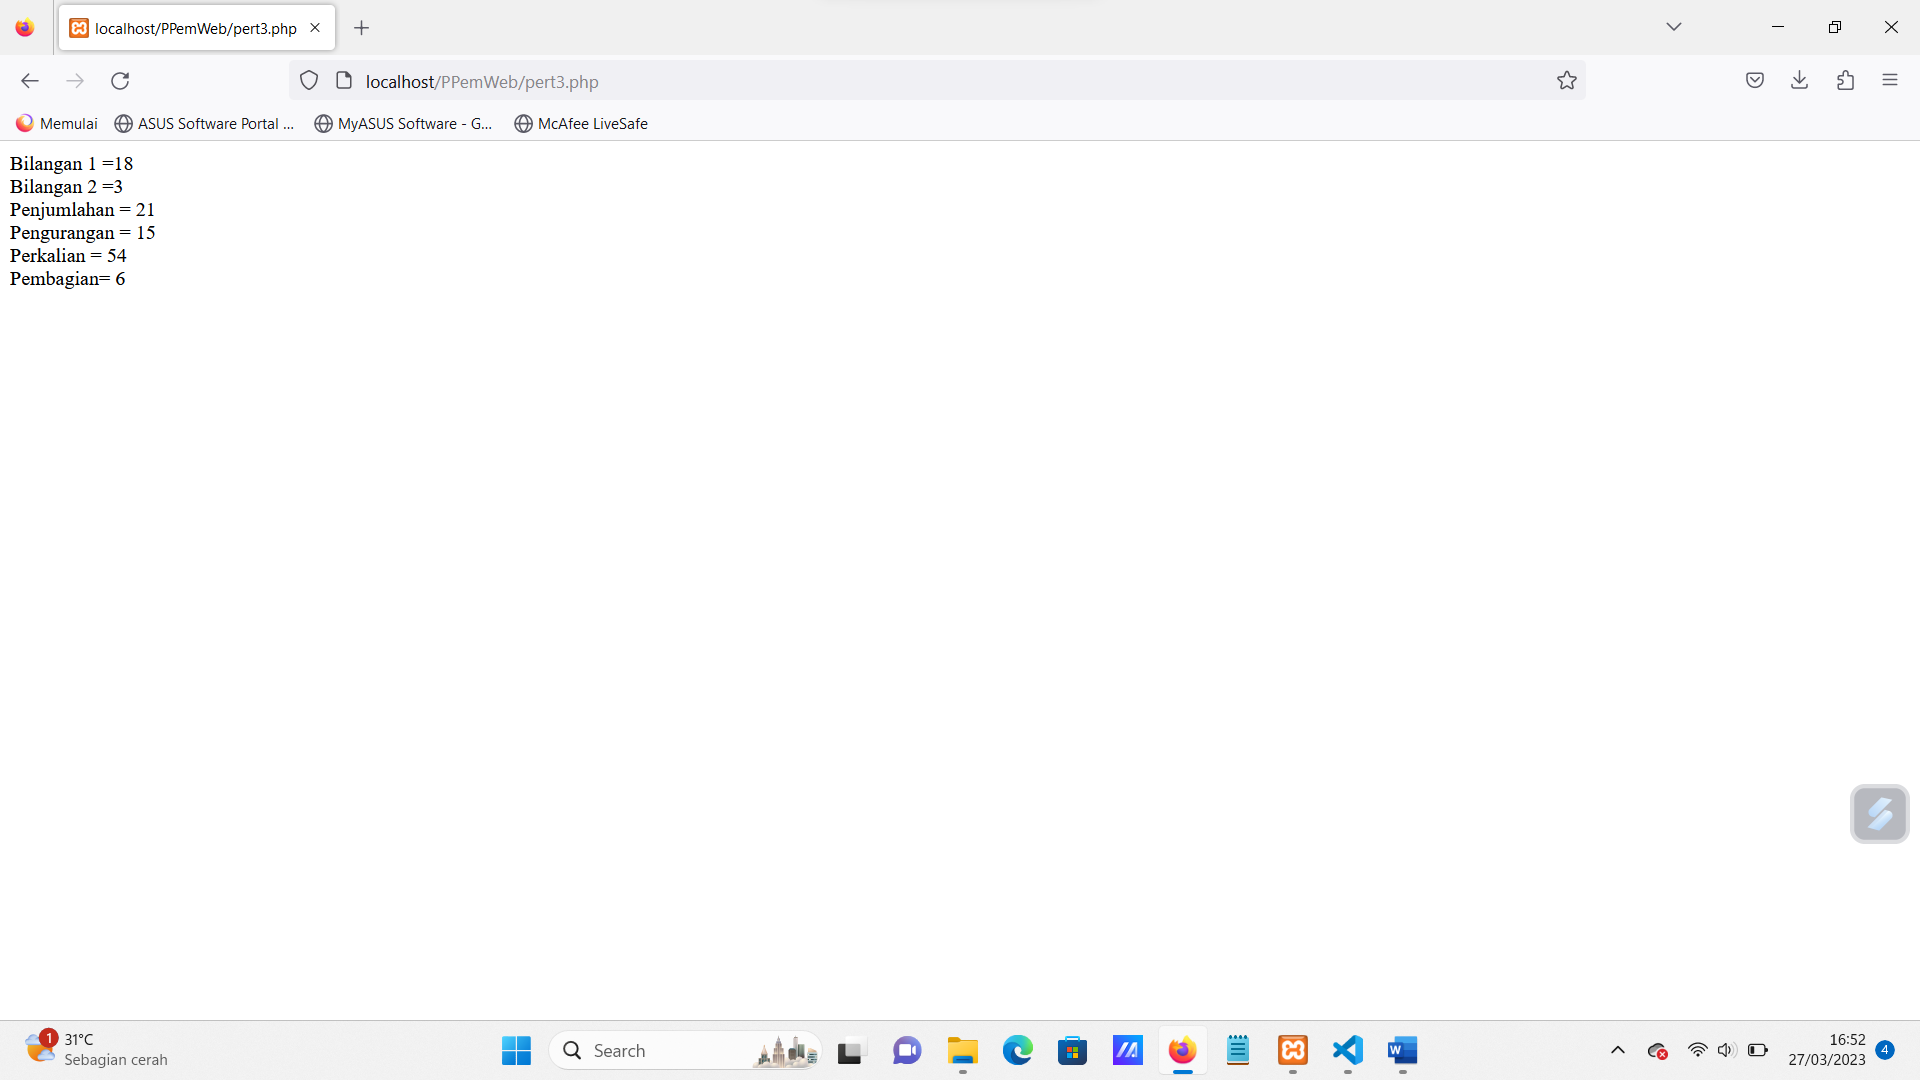 localhost/PPemWeb/pert3.php
localhost/PPemWeb/pert3.php
Memulai
ASUS Software Portal ...
MyASUS Software - G...
McAfee LiveSafe
Bilangan 1 =18
Bilangan 2 =3
Penjumlahan = 21
Pengurangan = 15
Perkalian = 54
Pembagian= 6
1
31°C
Sebagian cerah
Search
W
16:52
27/03/2023
4